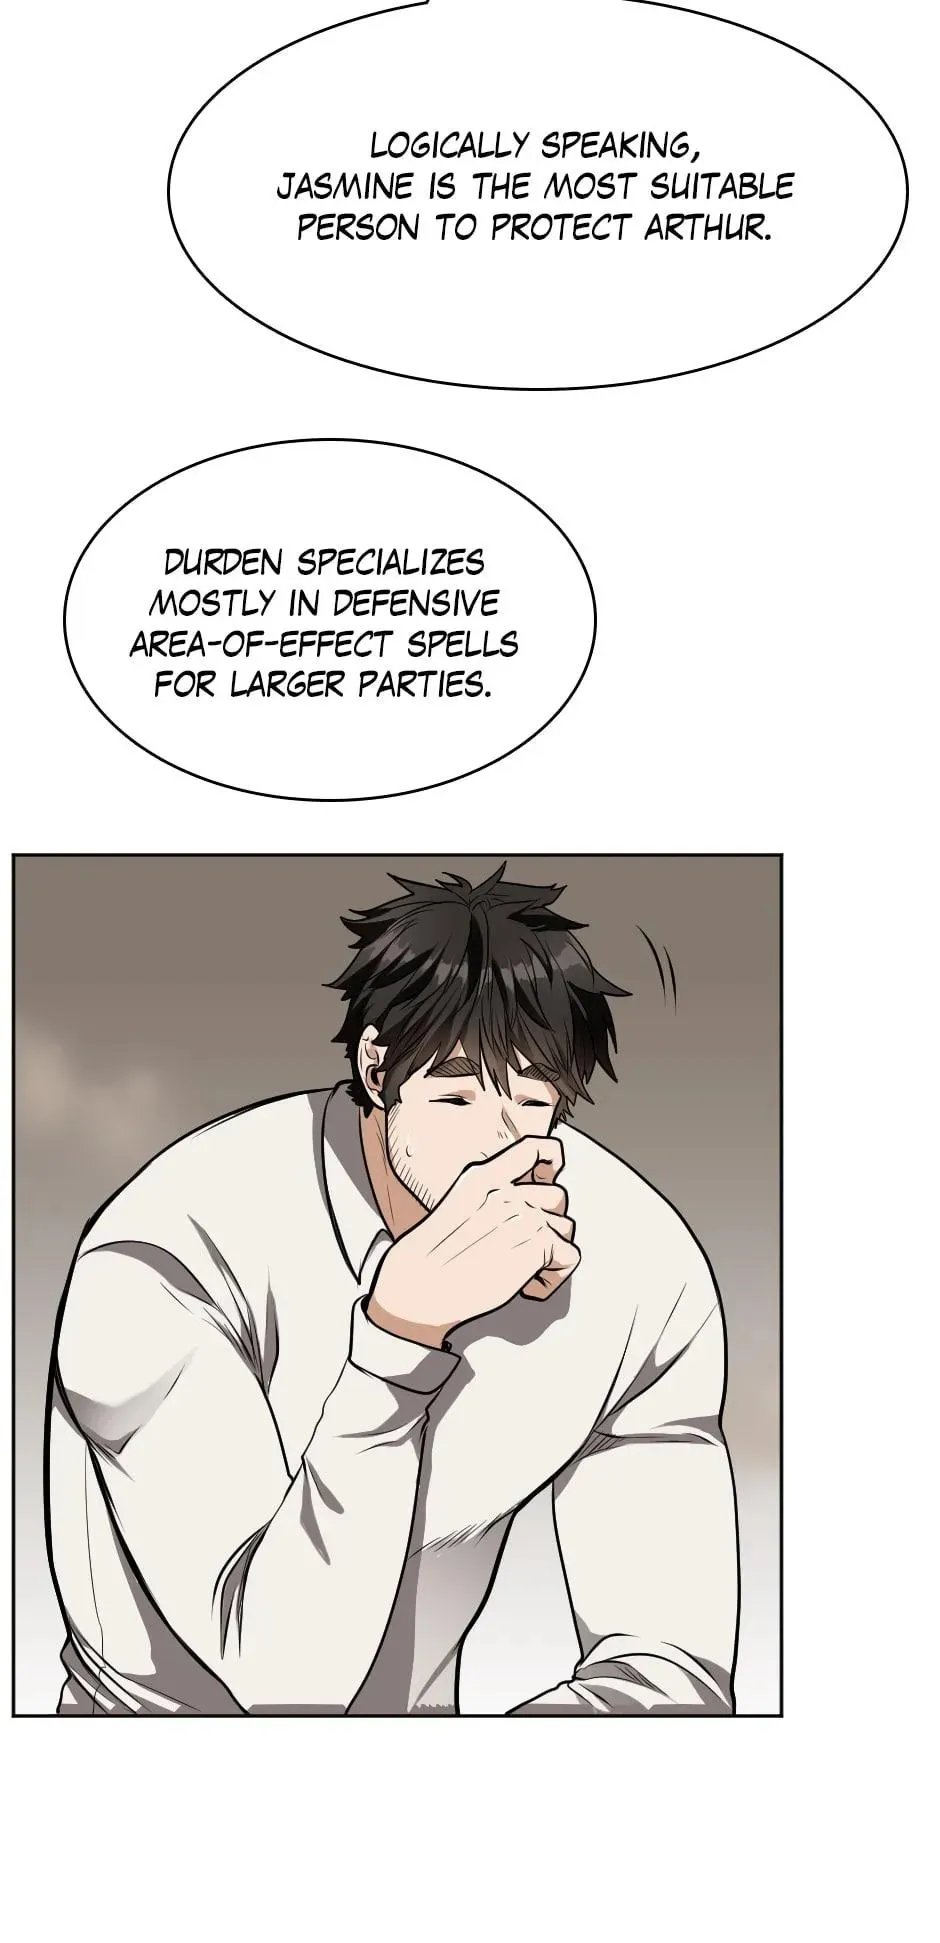 LOGICALLY SPEAKING,
JASMINE IS THE MOST SUITABLE
PERSON TO PROTECT ARTHUR.
DURDEN SPECIALIZES
MOSTLY IN DEFENSIVE
AREA-OF-EFFECT SPELLS
FOR LARGER PARTIES.